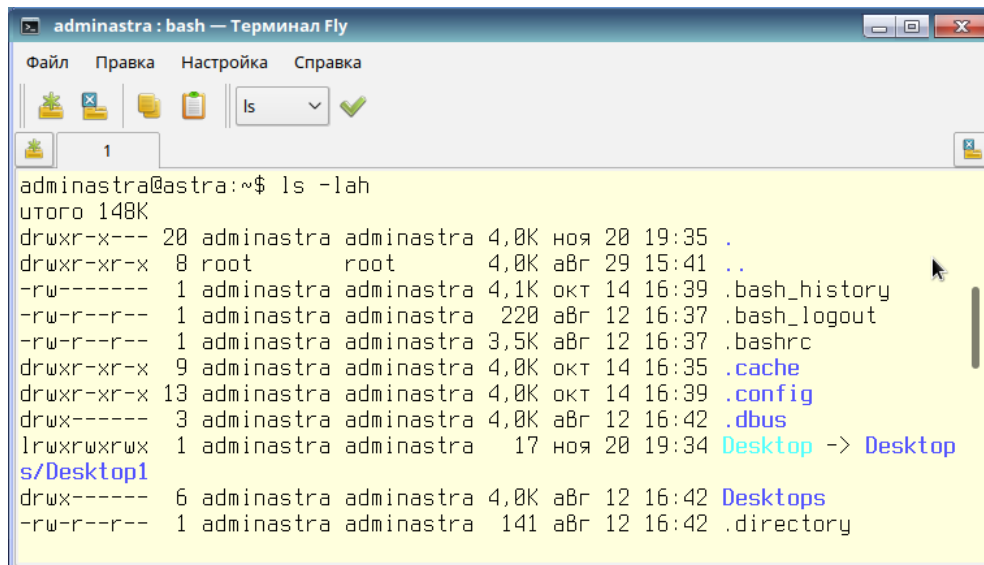 adminastra : bash — Терминал Fly
Файл Правка Настройка Справка
ls
1
adminastra@astra:~$ ls -lah
итого 148K
drwxr-x--- 20 adminastra adminastra 4,0K ноя 20 19:35 .
drwxr-xr-x  8 root       root       4,0K авг 29 15:41 ..
-rw-------  1 adminastra adminastra 4,1K окт 14 16:39 .bash_history
-rw-r--r--  1 adminastra adminastra  220 авг 12 16:37 .bash_logout
-rw-r--r--  1 adminastra adminastra 3,5K авг 12 16:37 .bashrc
drwxr-xr-x  9 adminastra adminastra 4,0K окт 14 16:35 .cache
drwxr-xr-x 13 adminastra adminastra 4,0K окт 14 16:39 .config
drwx------  3 adminastra adminastra 4,0K авг 12 16:42 .dbus
lrwxrwxrwx  1 adminastra adminastra   17 ноя 20 19:34 Desktop -> Desktop
s/Desktop1
drwx------  6 adminastra adminastra 4,0K авг 12 16:42 Desktops
-rw-r--r--  1 adminastra adminastra  141 авг 12 16:42 .directory